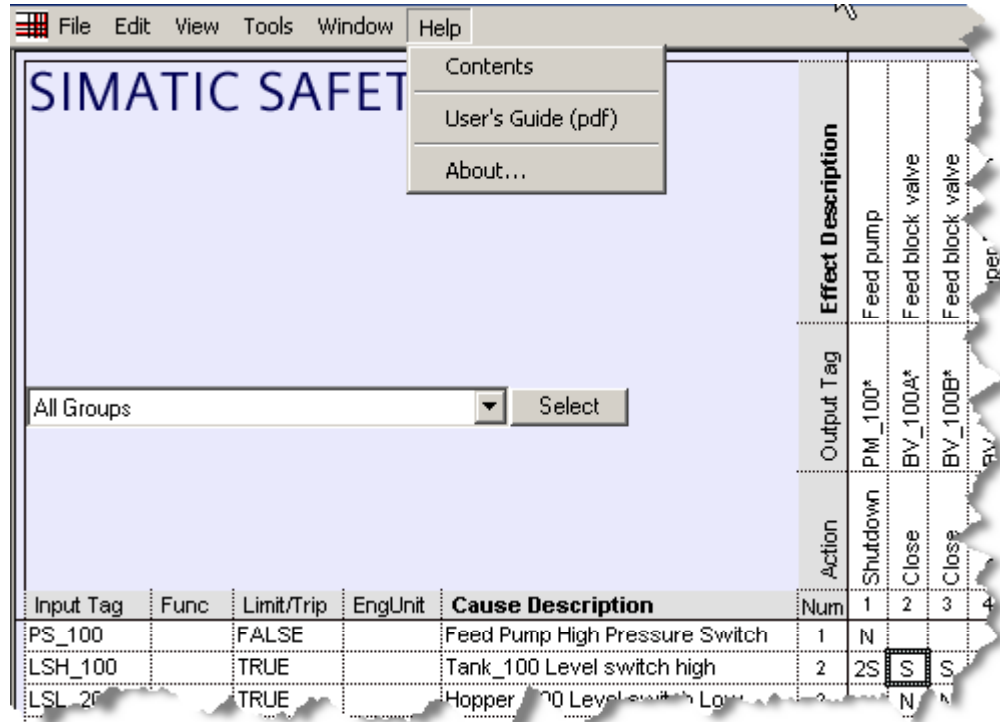 File Edit View Tools Window Help
Contents
User's Guide (pdf)
About...
SIMATIC SAFET
All Groups
Select
Effect Description
Feed pump
Feed block valve
Feed block valve
Output Tag
PM_100*
BV_100A*
BV_100B*
Action
Shutdown
Close
Close
Input Tag Func Limit/Trip EngUnit Cause Description Num 1 2 3 4
PS_100 FALSE Feed Pump High Pressure Switch 1 N
LSH_100 TRUE Tank_100 Level switch high 2 2S S S
TRUE Hopper N N